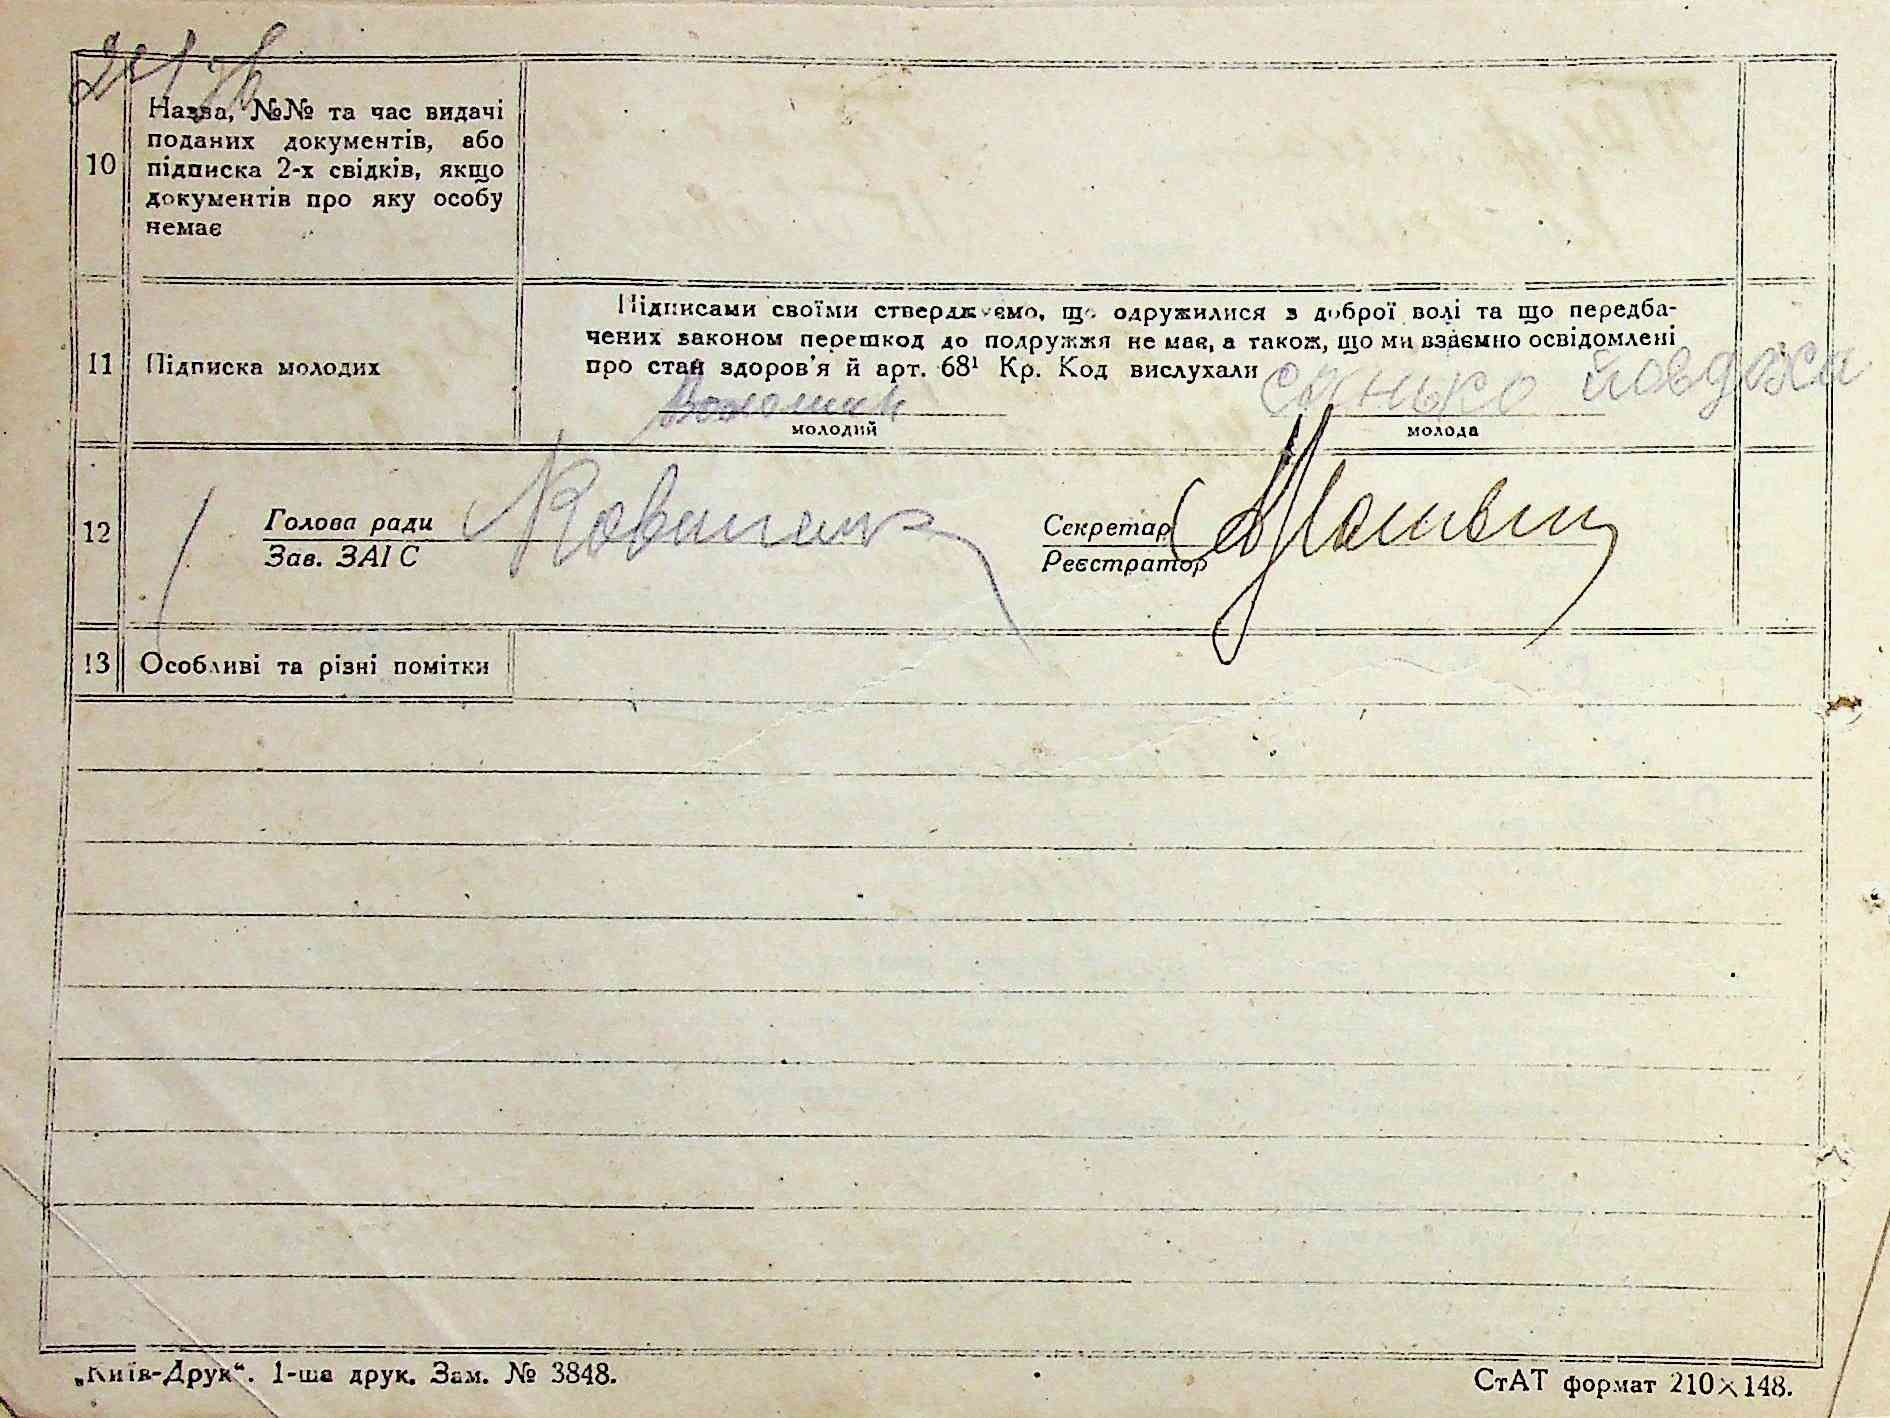 10
Назва, №№ та час видачі
поданих документів, або
підписка 2-х свідків, якщо
документів про яку особу
немає
11
Підписка молодих
Підписами своїми стверджуємо, що одружилися з доброї волі та що передба-
чених законом перешкод до подружжя не має, а також, що ми взаємно освідомлені
про стан здоров'я й арт. 68¹ Кр. Код вислухали
молодий
молода
12
Голова ради
Зав. ЗАІС
Секретар
Реєстратор
13
Особливі та різні помітки
„Київ-Друк“. 1-ша друк. Зам. № 3848.
СтАТ формат 210×148.